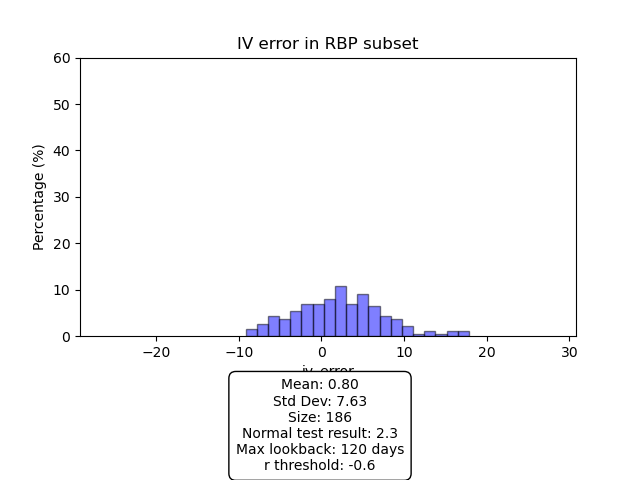 IV error in RBP subset
60
50
40
30
20
10
0
Percentage (%)
−20
−10
0
10
20
30
iv_error
Mean: 0.80
Std Dev: 7.63
Size: 186
Normal test result: 2.3
Max lookback: 120 days
r threshold: -0.6